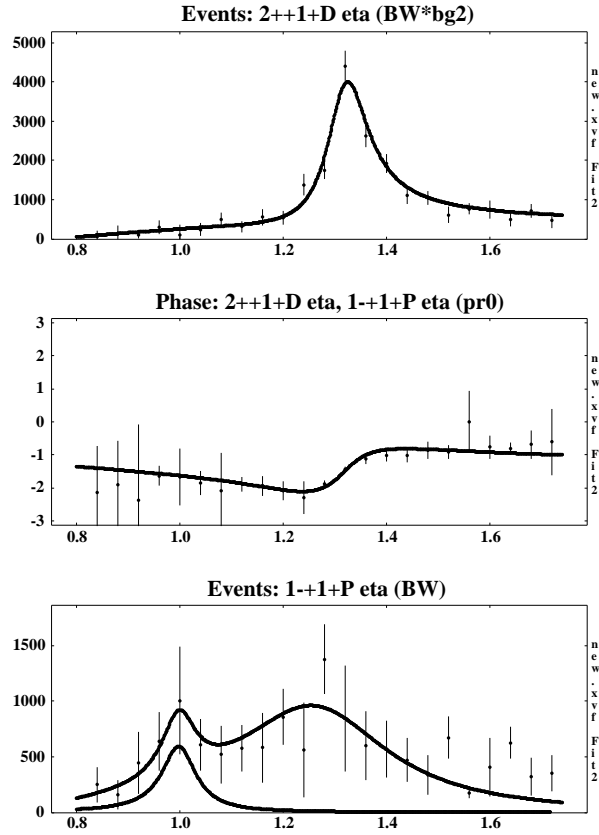 Events: 2++1+D eta (BW*bg2)
5000
4000
3000
2000
1000
0
0.8 1.0 1.2 1.4 1.6
new.xvf Fit2
Phase: 2++1+D eta, 1-+1+P eta (pr0)
3
2
1
0
-1
-2
-3
0.8 1.0 1.2 1.4 1.6
new.xvf Fit2
Events: 1-+1+P eta (BW)
1500
1000
500
0
0.8 1.0 1.2 1.4 1.6
new.xvf Fit2